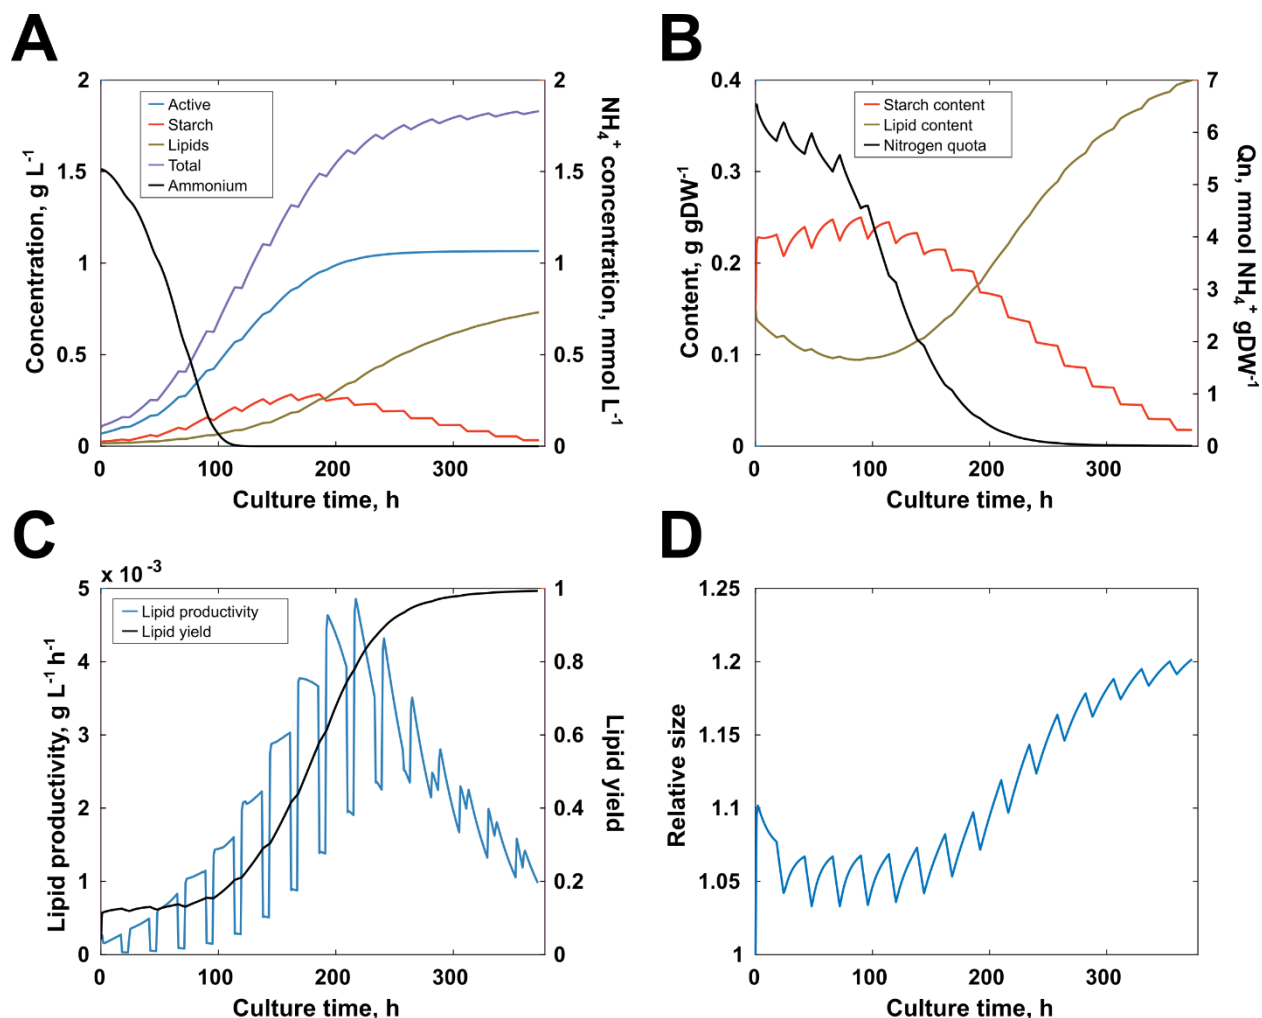 A
2
1.5
1
0.5
0
Concentration, g L⁻¹
Active
Starch
Lipids
Total
Ammonium
2
1.5
1
0.5
0
NH₄⁺ concentration, mmol L⁻¹
0 100 200 300
Culture time, h
B
0.4
0.3
0.2
0.1
0
Content, g gDW⁻¹
Starch content
Lipid content
Nitrogen quota
7
6
5
4
3
2
1
0
Qn, mmol NH₄⁺ gDW⁻¹
0 100 200 300
Culture time, h
C
x 10⁻³
5
4
3
2
1
0
Lipid productivity, g L⁻¹ h⁻¹
Lipid productivity
Lipid yield
1
0.8
0.6
0.4
0.2
0
Lipid yield
0 100 200 300
Culture time, h
D
1.25
1.2
1.15
1.1
1.05
1
Relative size
0 100 200 300
Culture time, h